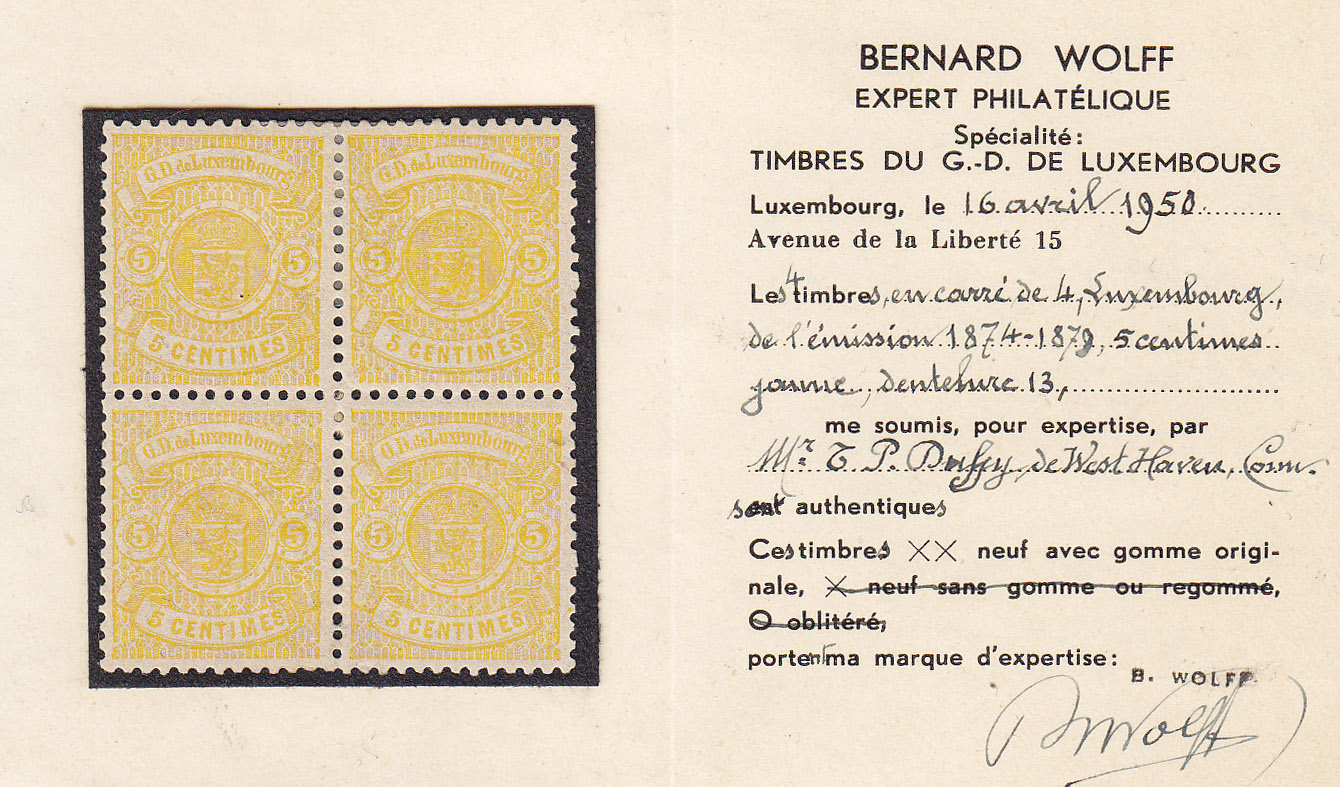 G.D. de Luxembourg
G.D. de Luxembourg
5 5
5 5
5 CENTIMES
5 CENTIMES
G.D. de Luxembourg
G.D. de Luxembourg
5 5
5 5
5 CENTIMES
5 CENTIMES
BERNARD WOLFF
EXPERT PHILATÉLIQUE
Spécialité:
TIMBRES DU G.-D. DE LUXEMBOURG
Luxembourg, le 16 avril 1950
Avenue de la Liberté 15
Les 4 timbres, en carré de 4, Luxembourg,
de l'émission 1874-1879, 5 centimes
jaune, dentelure 13,
me soumis, pour expertise, par
Mr. T. P. Duffy, de West Haven, Conn.
sont authentiques
Ces timbres XX neuf avec gomme origi-
nale, X neuf sans gomme ou regommé,
O oblitéré,
portent ma marque d'expertise:
B. WOLFF
BWolff